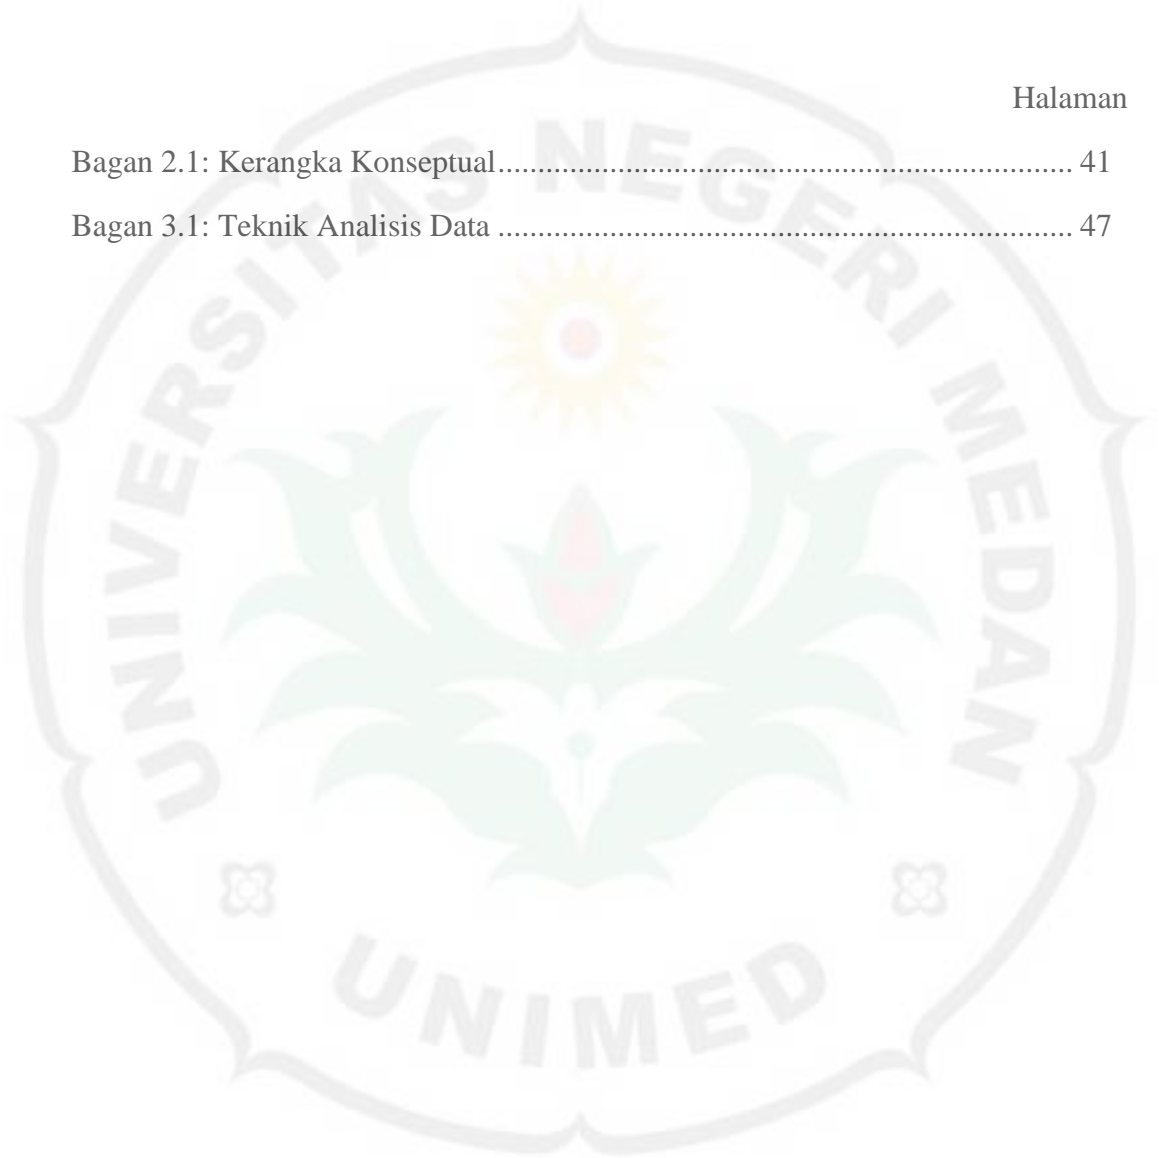 Halaman
Bagan 2.1: Kerangka Konseptual.......................................................................... 41
Bagan 3.1: Teknik Analisis Data .......................................................................... 47
UNIVERSITAS NEGERI MEDAN
UNIMED